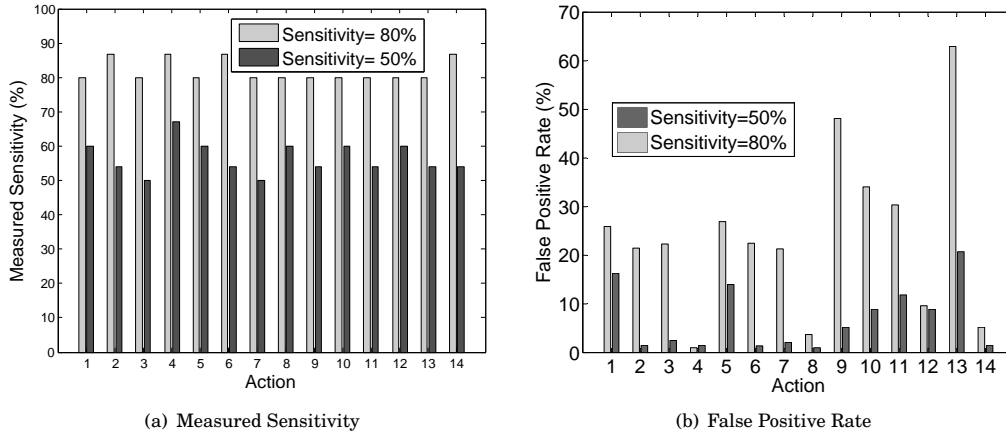 100
90
80
70
60
50
40
30
20
10
0
Measured Sensitivity (%)
Sensitivity= 80%
Sensitivity= 50%
1 2 3 4 5 6 7 8 9 10 11 12 13 14
Action
(a) Measured Sensitivity
70
60
50
40
30
20
10
0
False Positive Rate (%)
Sensitivity=50%
Sensitivity=80%
1 2 3 4 5 6 7 8 9 10 11 12 13 14
Action
(b) False Positive Rate